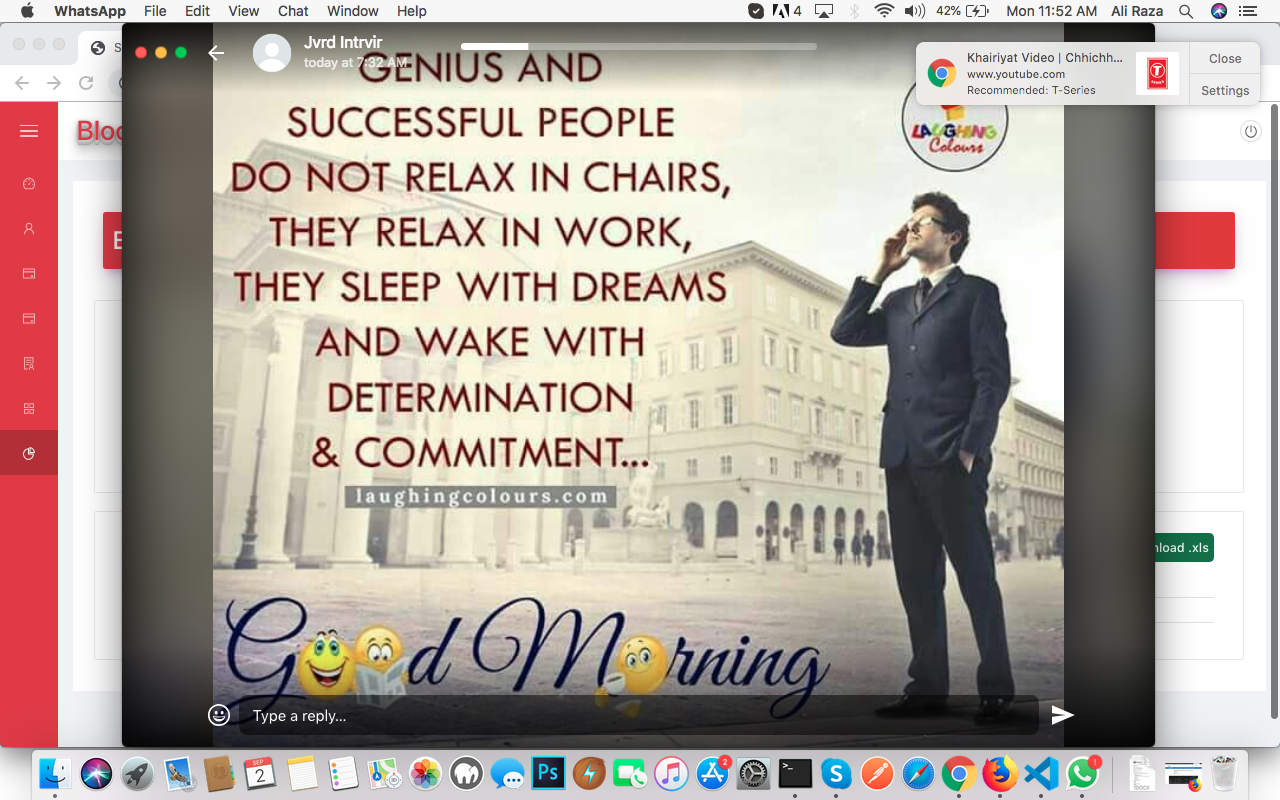 WhatsApp File Edit View Chat Window Help 4 42% Mon 11:52 AM Ali Raza
S
Jvrd Intrvir
today at 7:32 AM
Khairiyat Video | Chhichh...
www.youtube.com
Recommended: T-Series
Close
Settings
T
SERIES
Bloo
GENIUS AND
SUCCESSFUL PEOPLE
DO NOT RELAX IN CHAIRS,
THEY RELAX IN WORK,
THEY SLEEP WITH DREAMS
AND WAKE WITH
DETERMINATION
& COMMITMENT...
laughingcolours.com
LAUGHING
Colours
nload .xls
Good Morning
Type a reply...
SEP
2
Ps
2
>_
S
!
DOCX